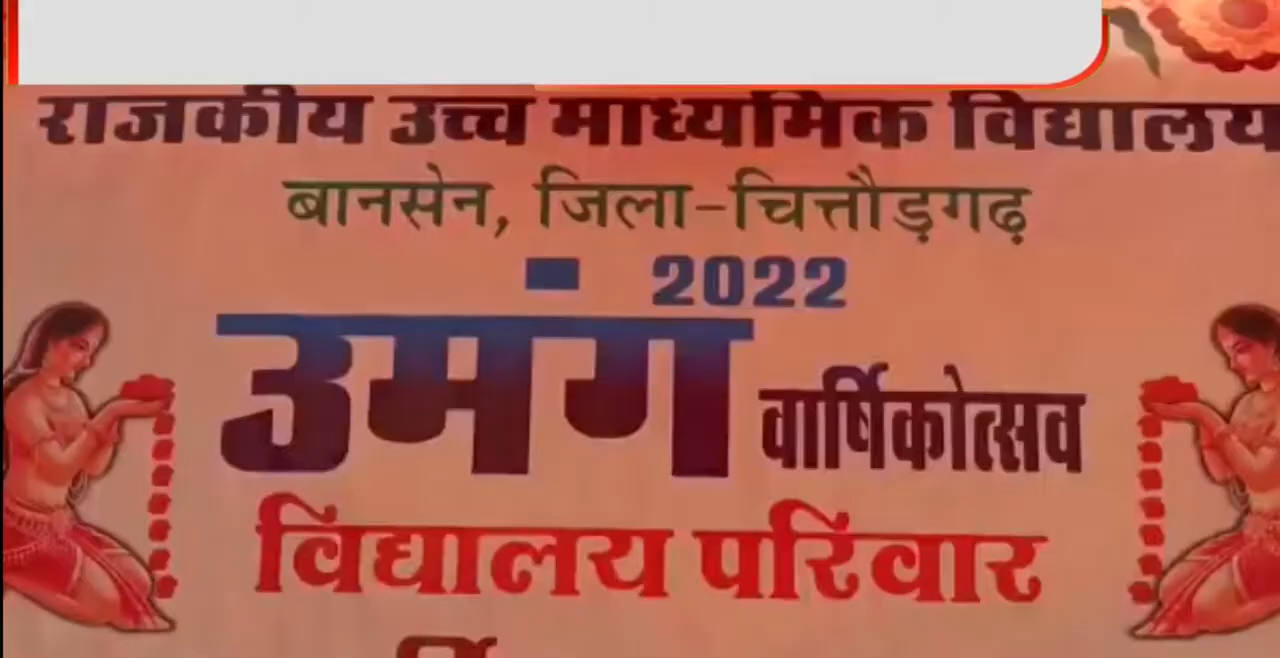 राजकीय उच्च माध्यमिक विद्यालय
बानसेन, जिला-चित्तौड़गढ़
2022
उमंग वार्षिकोत्सव
विद्यालय परिवार